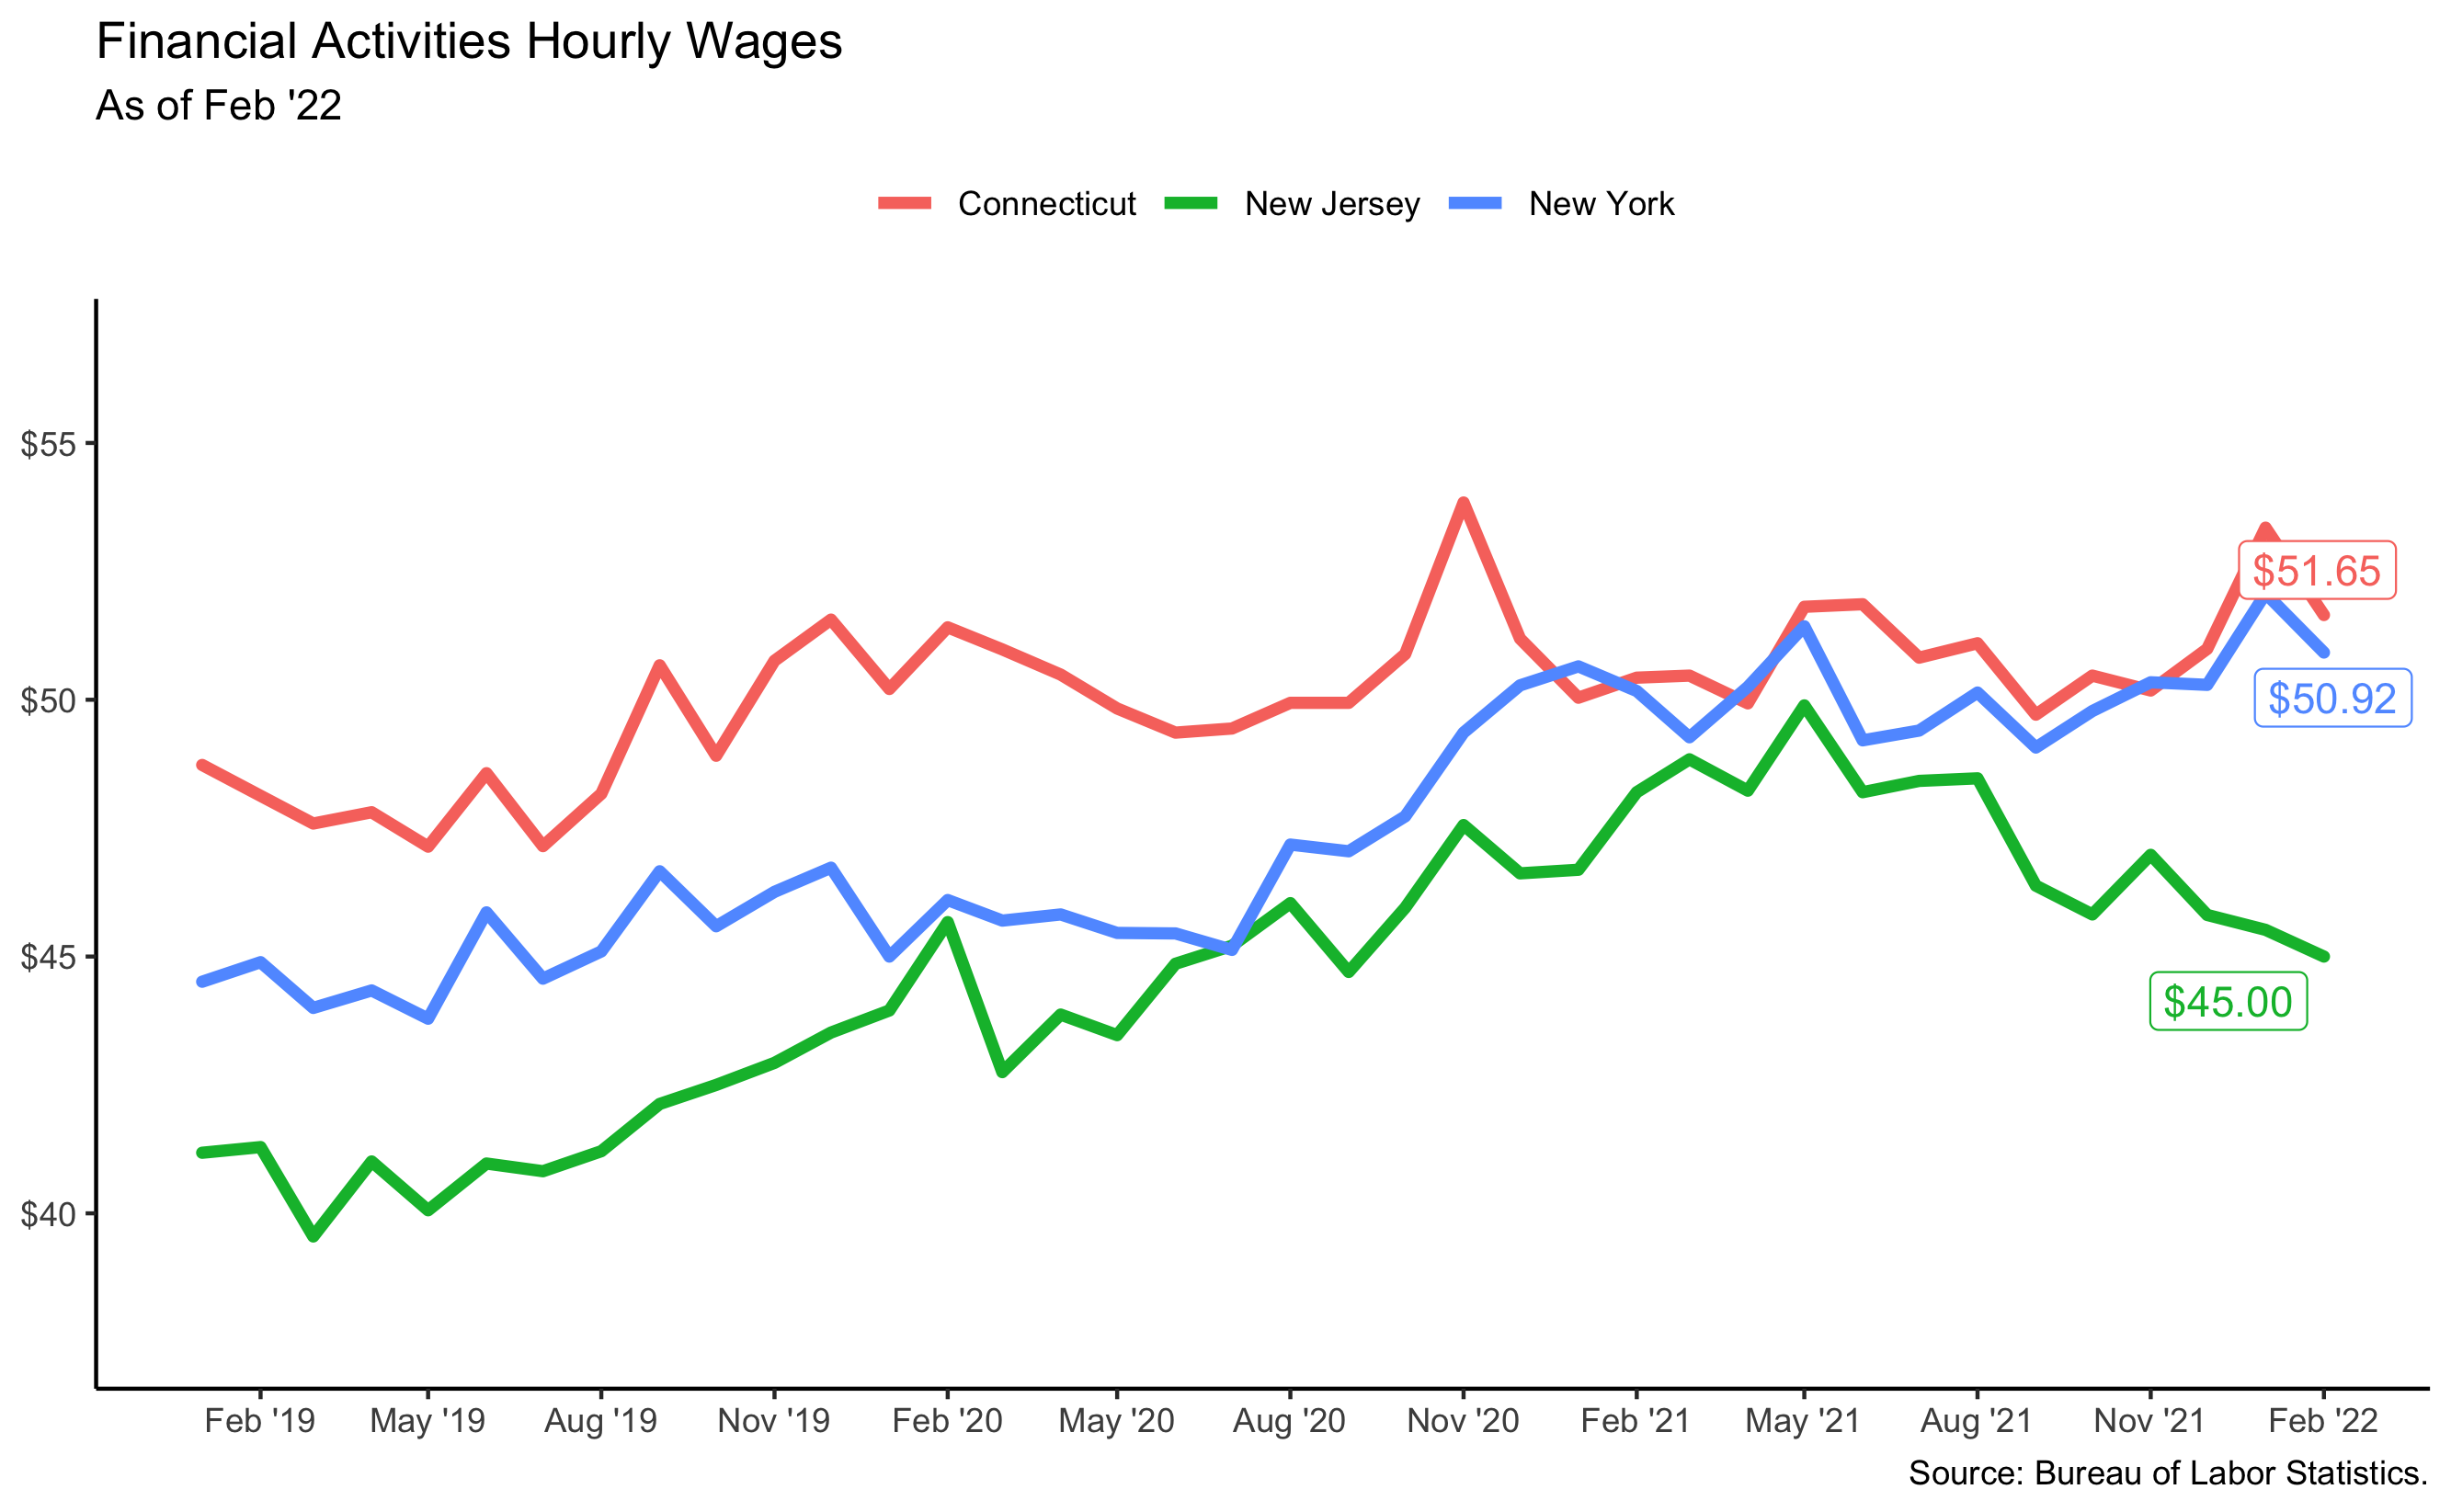 Financial Activities Hourly Wages
As of Feb '22
Connecticut New Jersey New York
$55
$50
$45
$40
$51.65
$50.92
$45.00
Feb '19 May '19 Aug '19 Nov '19 Feb '20 May '20 Aug '20 Nov '20 Feb '21 May '21 Aug '21 Nov '21 Feb '22
Source: Bureau of Labor Statistics.